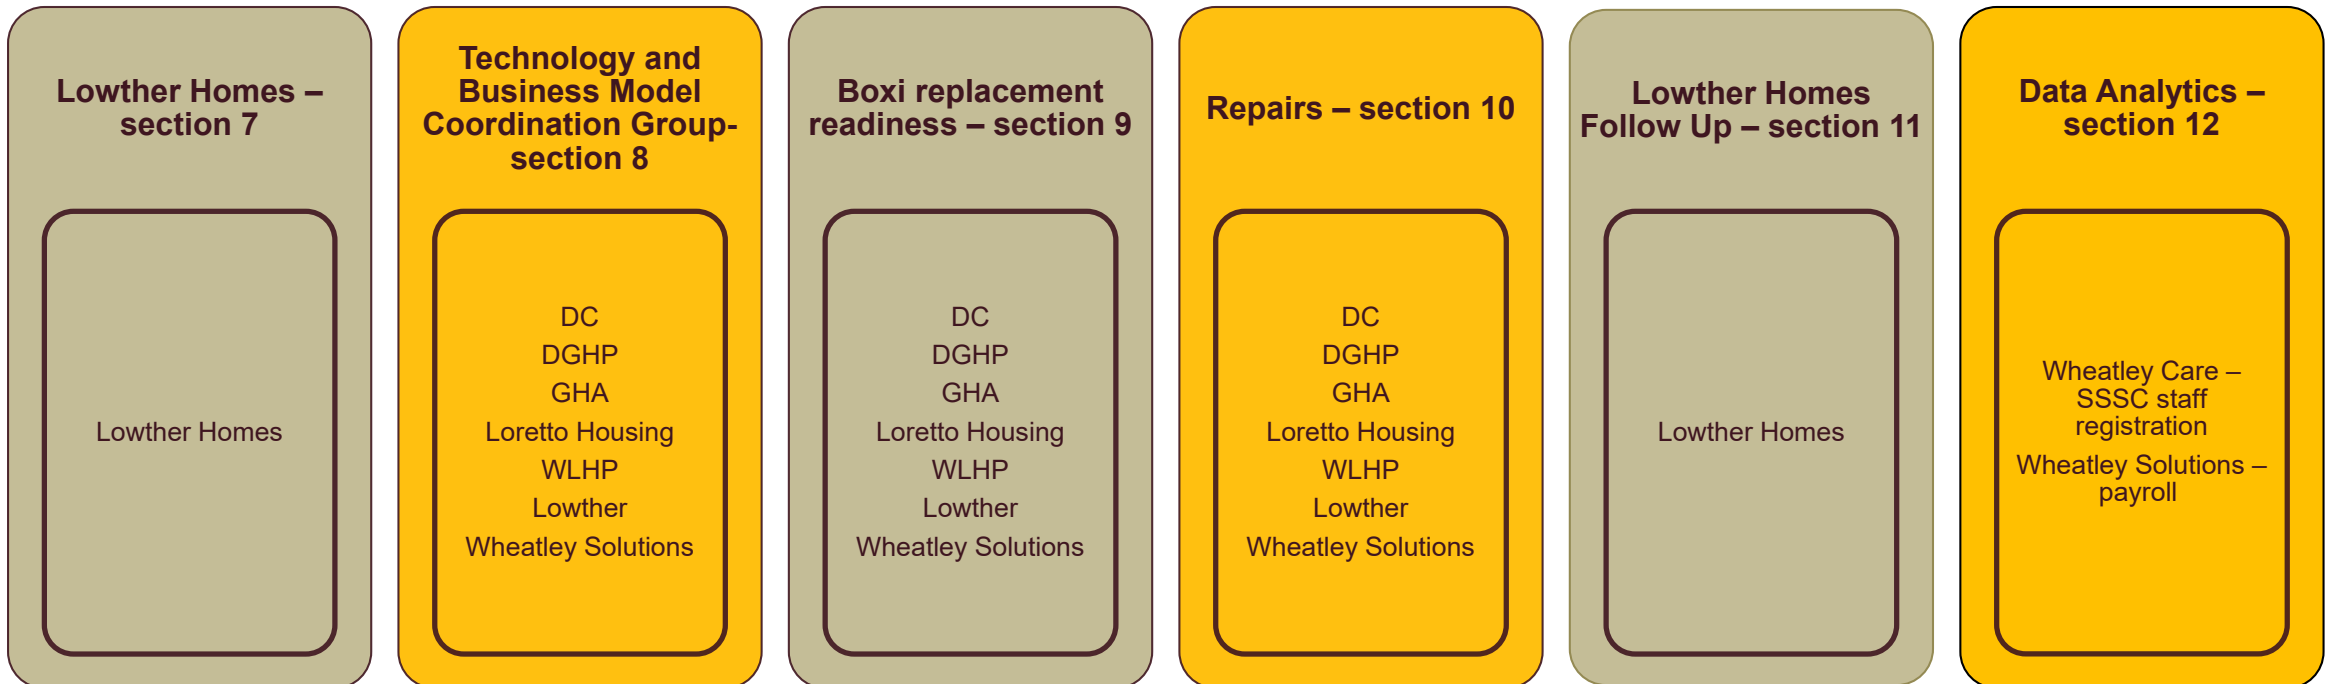 Lowther Homes –
section 7
Lowther Homes
Technology and
Business Model
Coordination Group-
section 8
DC
DGHP
GHA
Loretto Housing
WLHP
Lowther
Wheatley Solutions
Boxi replacement
readiness – section 9
DC
DGHP
GHA
Loretto Housing
WLHP
Lowther
Wheatley Solutions
Repairs – section 10
DC
DGHP
GHA
Loretto Housing
WLHP
Lowther
Wheatley Solutions
Lowther Homes
Follow Up – section 11
Lowther Homes
Data Analytics –
section 12
Wheatley Care –
SSSC staff
registration
Wheatley Solutions –
payroll